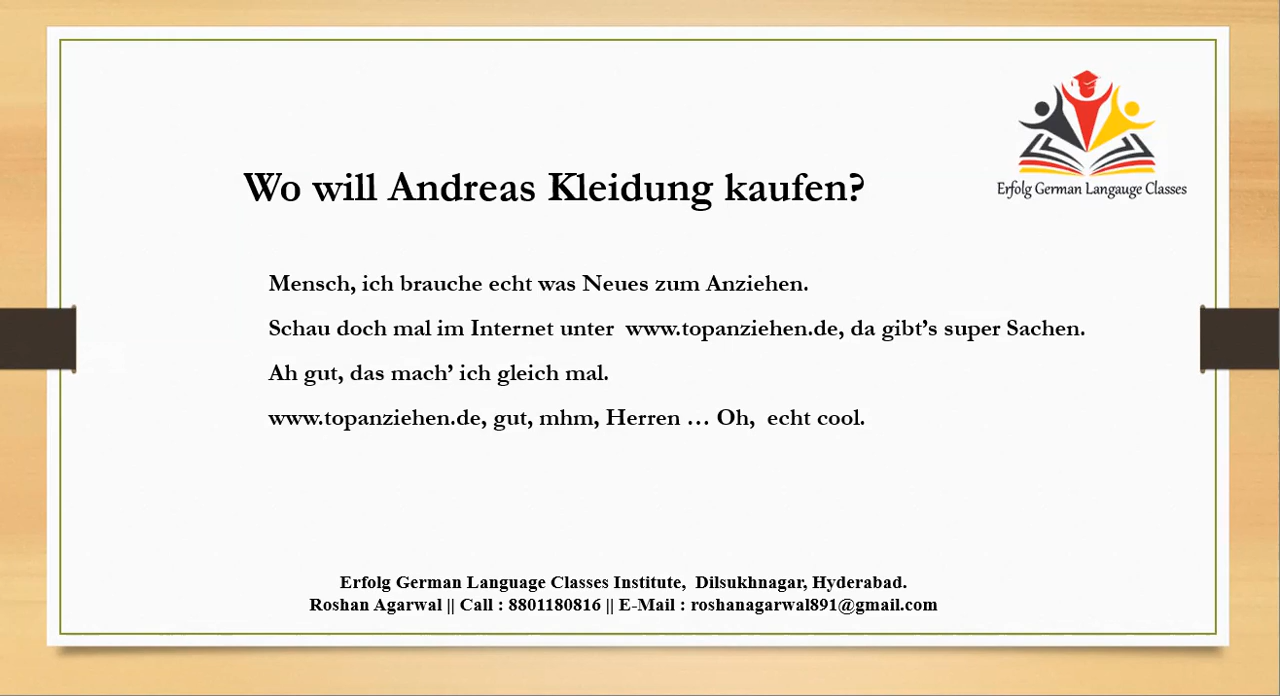 Erfolg German Langauge Classes
Wo will Andreas Kleidung kaufen?
Mensch, ich brauche echt was Neues zum Anziehen.
Schau doch mal im Internet unter www.topanziehen.de, da gibt’s super Sachen.
Ah gut, das mach’ ich gleich mal.
www.topanziehen.de, gut, mhm, Herren … Oh, echt cool.
Erfolg German Language Classes Institute, Dilsukhnagar, Hyderabad.
Roshan Agarwal || Call : 8801180816 || E-Mail : roshanagarwal891@gmail.com